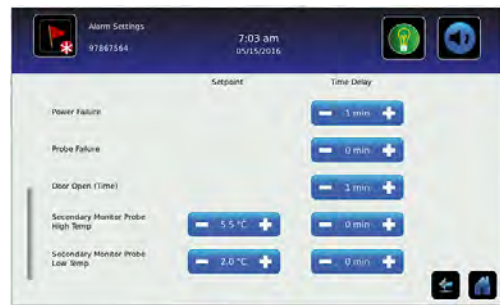 Alarm Settings
97867564
7:03 am
05/15/2016
Setpoint
Time Delay
Power Failure
1 min
Probe Failure
0 min
Door Open (Time)
1 min
Secondary Monitor Probe
High Temp
5.5 °C
0 min
Secondary Monitor Probe
Low Temp
2.0 °C
0 min